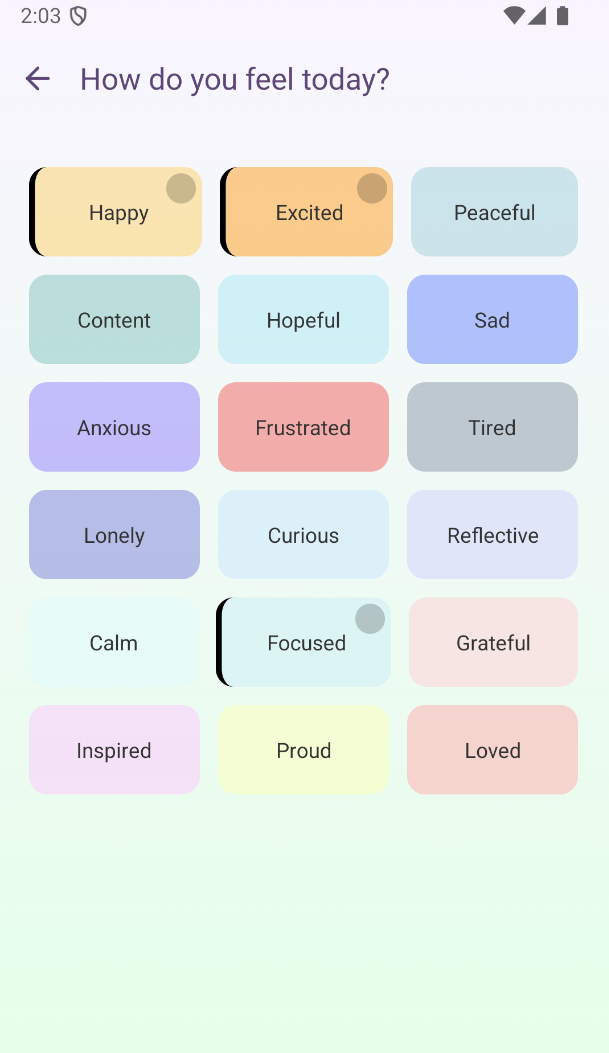 2:03
How do you feel today?
Happy
Excited
Peaceful
Content
Hopeful
Sad
Anxious
Frustrated
Tired
Lonely
Curious
Reflective
Calm
Focused
Grateful
Inspired
Proud
Loved